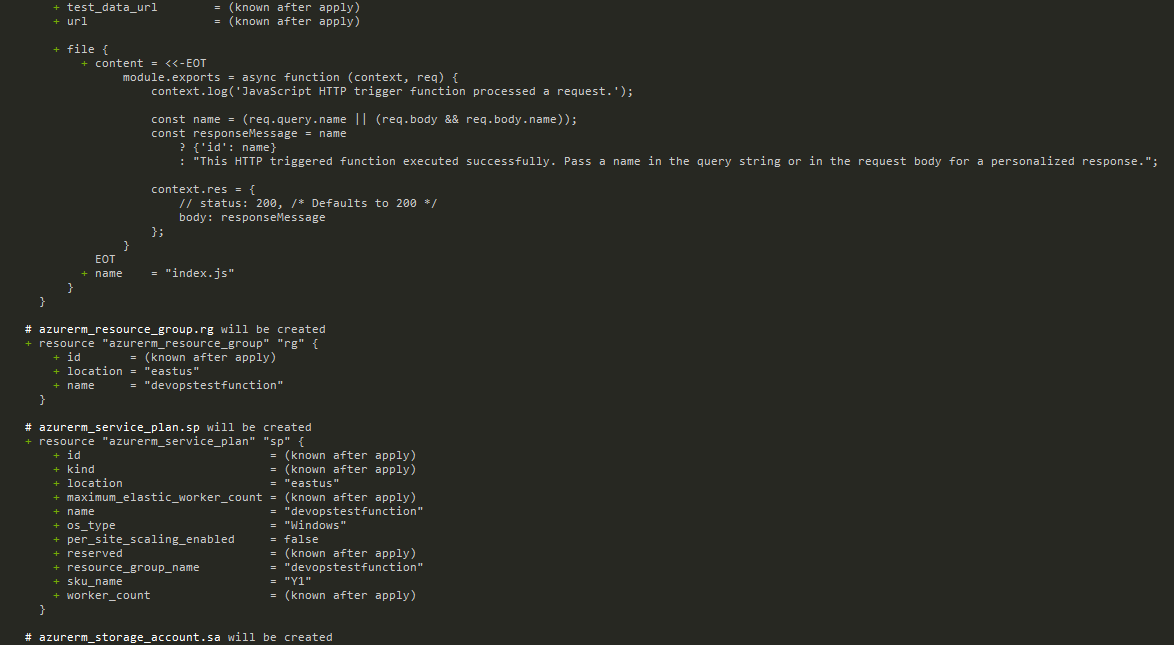 + test_data_url        = (known after apply)
+ url                  = (known after apply)
+ file {
+ content = <<-EOT
module.exports = async function (context, req) {
context.log('JavaScript HTTP trigger function processed a request.');
const name = (req.query.name || (req.body && req.body.name));
const responseMessage = name
? {'id': name}
: "This HTTP triggered function executed successfully. Pass a name in the query string or in the request body for a personalized response.";
context.res = {
// status: 200, /* Defaults to 200 */
body: responseMessage
};
}
EOT
+ name    = "index.js"
}
}
# azurerm_resource_group.rg will be created
+ resource "azurerm_resource_group" "rg" {
+ id       = (known after apply)
+ location = "eastus"
+ name     = "devopstestfunction"
}
# azurerm_service_plan.sp will be created
+ resource "azurerm_service_plan" "sp" {
+ id                           = (known after apply)
+ kind                         = (known after apply)
+ location                     = "eastus"
+ maximum_elastic_worker_count = (known after apply)
+ name                         = "devopstestfunction"
+ os_type                      = "Windows"
+ per_site_scaling_enabled     = false
+ reserved                     = (known after apply)
+ resource_group_name          = "devopstestfunction"
+ sku_name                     = "Y1"
+ worker_count                 = (known after apply)
}
# azurerm_storage_account.sa will be created